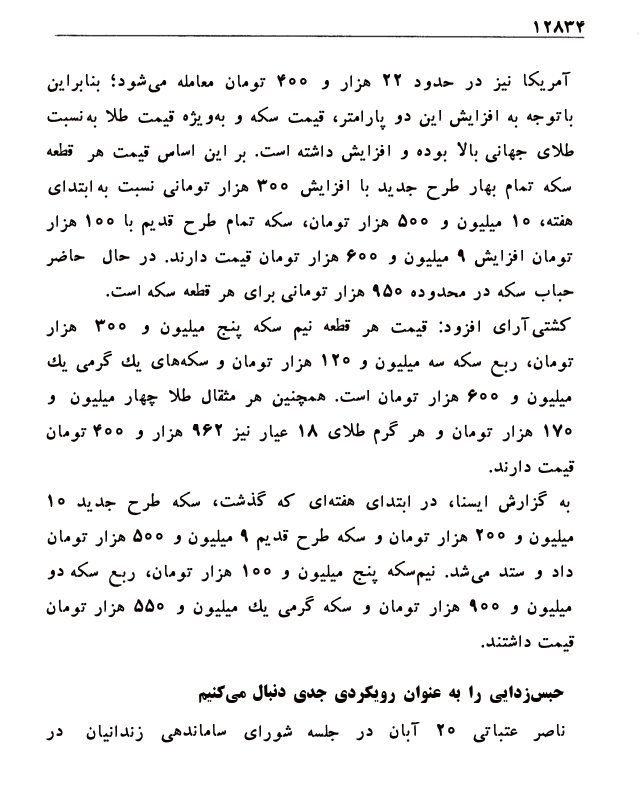 ۱۲۸۳۴
آمریکا نیز در حدود ۲۲ هزار و ۴۰۰ تومان معامله می‌شود؛ بنابراین
باتوجه به افزایش این دو پارامتر، قیمت سکه و به‌ویژه قیمت طلا به‌نسبت
طلای جهانی بالا بوده و افزایش داشته است. بر این اساس قیمت هر قطعه
سکه تمام بهار طرح جدید با افزایش ۳۰۰ هزار تومانی نسبت به ابتدای
هفته، ۱۰ میلیون و ۵۰۰ هزار تومان، سکه تمام طرح قدیم با ۱۰۰ هزار
تومان افزایش ۹ میلیون و ۶۰۰ هزار تومان قیمت دارند. در حال حاضر
حباب سکه در محدوده ۹۵۰ هزار تومانی برای هر قطعه سکه است.
کشتی‌آرای افزود: قیمت هر قطعه نیم سکه پنج میلیون و ۳۰۰ هزار
تومان، ربع سکه سه میلیون و ۱۲۰ هزار تومان و سکه‌های یك گرمی یك
میلیون و ۶۰۰ هزار تومان است. همچنین هر مثقال طلا چهار میلیون و
۱۷۰ هزار تومان و هر گرم طلای ۱۸ عیار نیز ۹۶۲ هزار و ۴۰۰ تومان
قیمت دارند.
به گزارش ایسنا، در ابتدای هفته‌ای که گذشت، سکه طرح جدید ۱۰
میلیون و ۲۰۰ هزار تومان و سکه طرح قدیم ۹ میلیون و ۵۰۰ هزار تومان
داد و ستد می‌شد. نیم‌سکه پنج میلیون و ۱۰۰ هزار تومان، ربع سکه دو
میلیون و ۹۰۰ هزار تومان و سکه گرمی یك میلیون و ۵۵۰ هزار تومان
قیمت داشتند.
حبس‌زدایی را به عنوان رویکردی جدی دنبال می‌کنیم
ناصر عتباتی ۲۰ آبان در جلسه شورای ساماندهی زندانیان در